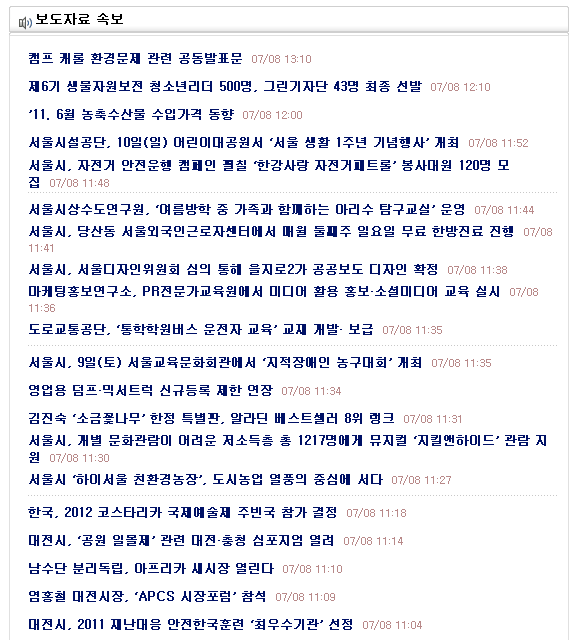 보도자료 속보
캠프 캐롤 환경문제 관련 공동발표문 07/08 13:10
제6기 생물자원보전 청소년리더 500명, 그린기자단 43명 최종 선발 07/08 12:10
'11. 6월 농축수산물 수입가격 동향 07/08 12:00
서울시설공단, 10일(일) 어린이대공원서 '서울 생활 1주년 기념행사' 개최 07/08 11:52
서울시, 자전거 안전운행 캠페인 펼칠 '한강사랑 자전거패트롤' 봉사대원 120명 모
집 07/08 11:48
서울시상수도연구원, '여름방학 중 가족과 함께하는 아리수 탐구교실' 운영 07/08 11:44
서울시, 당산동 서울외국인근로자센터에서 매월 둘째주 일요일 무료 한방진료 진행 07/08
11:41
서울시, 서울디자인위원회 심의 통해 을지로2가 공공보도 디자인 확정 07/08 11:38
마케팅홍보연구소, PR전문가교육원에서 미디어 활용 홍보·소셜미디어 교육 실시 07/08
11:36
도로교통공단, '통학학원버스 운전자 교육' 교재 개발· 보급 07/08 11:35
서울시, 9일(토) 서울교육문화회관에서 '지적장애인 농구대회' 개최 07/08 11:35
영업용 덤프·믹서트럭 신규등록 제한 연장 07/08 11:34
김진숙 '소금꽃나무' 한정 특별판, 알라딘 베스트셀러 8위 랭크 07/08 11:31
서울시, 개별 문화관람이 어려운 저소득층 총 1217명에게 뮤지컬 '지킬앤하이드' 관람 지
원 07/08 11:30
서울시 '하이서울 친환경농장', 도시농업 열풍의 중심에 서다 07/08 11:27
한국, 2012 코스타리카 국제예술제 주빈국 참가 결정 07/08 11:18
대전시, '공원 일몰제' 관련 대전·충청 심포지엄 열려 07/08 11:14
남수단 분리독립, 아프리카 새시장 열린다 07/08 11:10
염홍철 대전시장, 'APCS 시장포럼' 참석 07/08 11:09
대전시, 2011 재난대응 안전한국훈련 '최우수기관' 선정 07/08 11:04